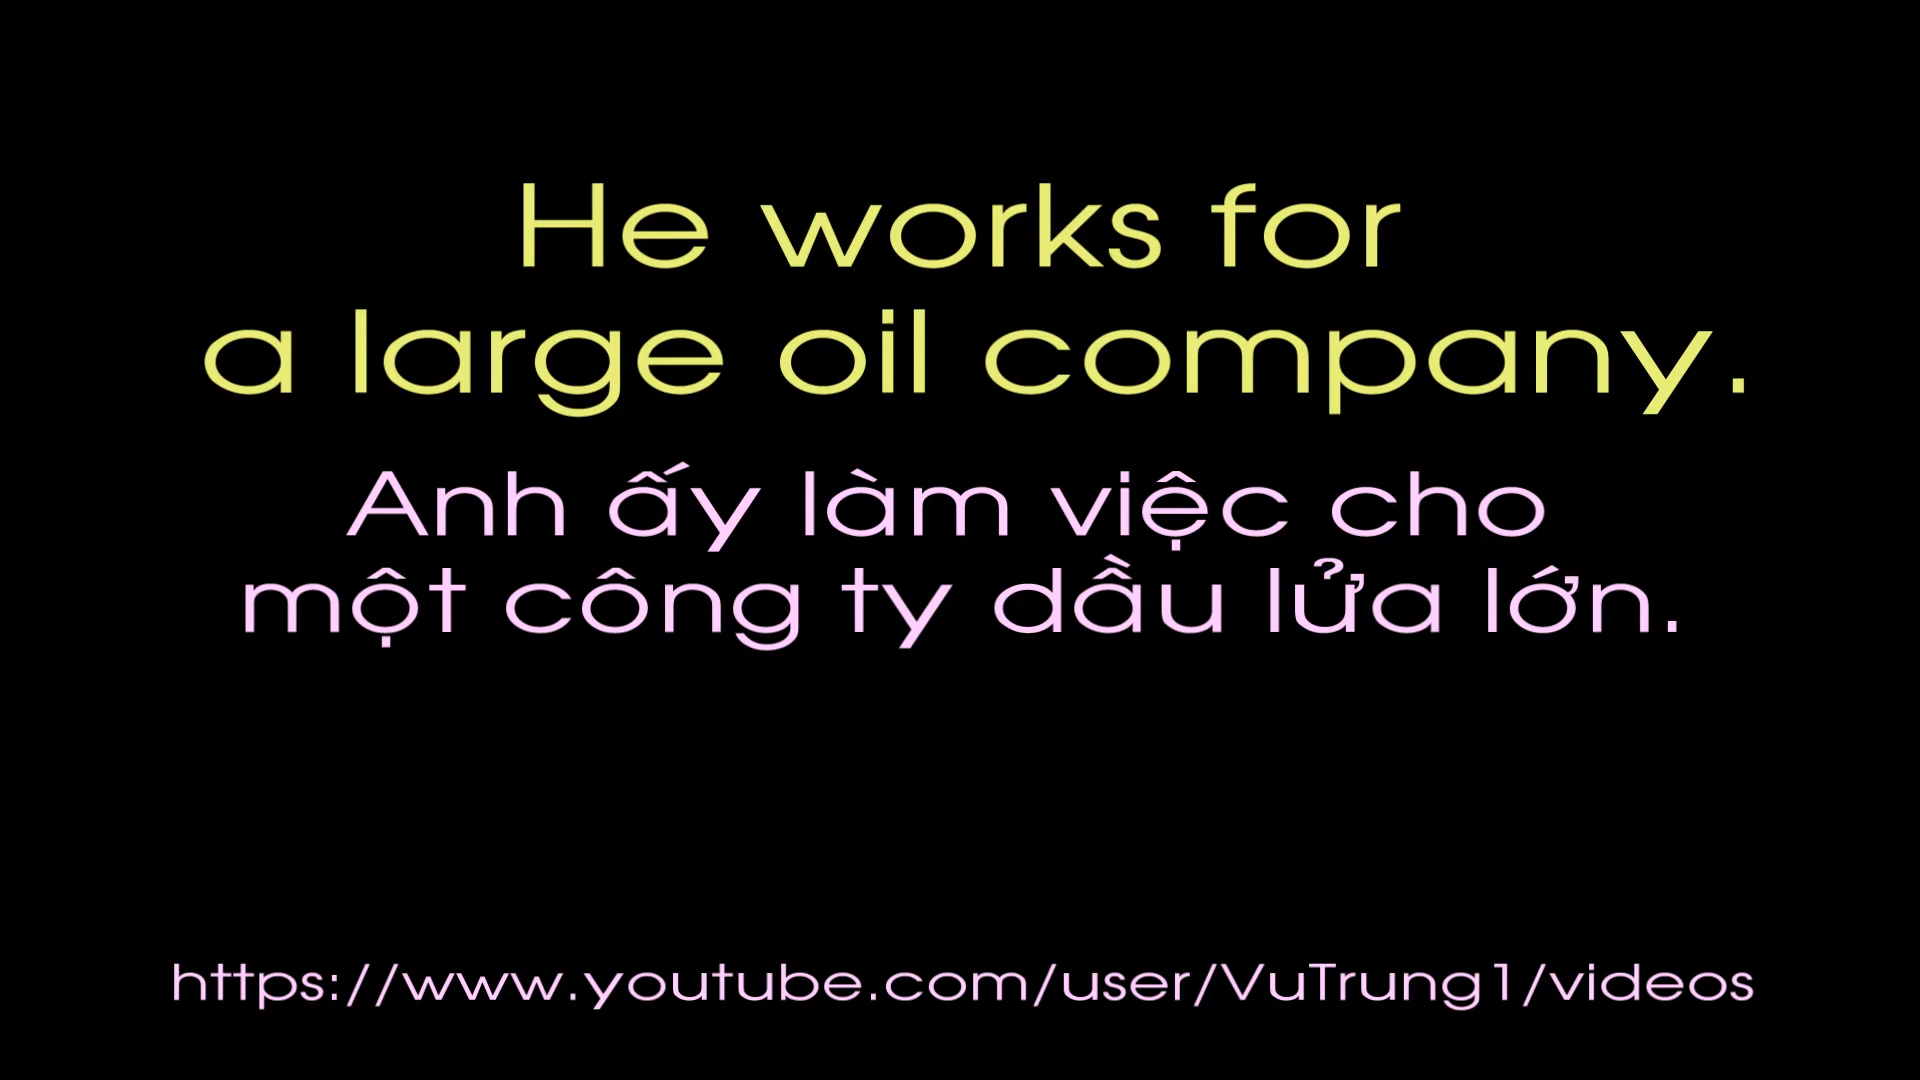 He works for
a large oil company.
Anh ấy làm việc cho
một công ty dầu lửa lớn.
https://www.youtube.com/user/VuTrung1/videos